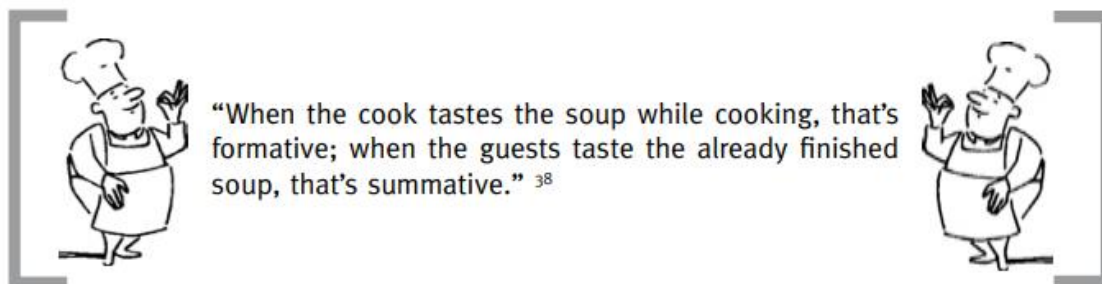 “When the cook tastes the soup while cooking, that’s
formative; when the guests taste the already finished
soup, that’s summative.” 38